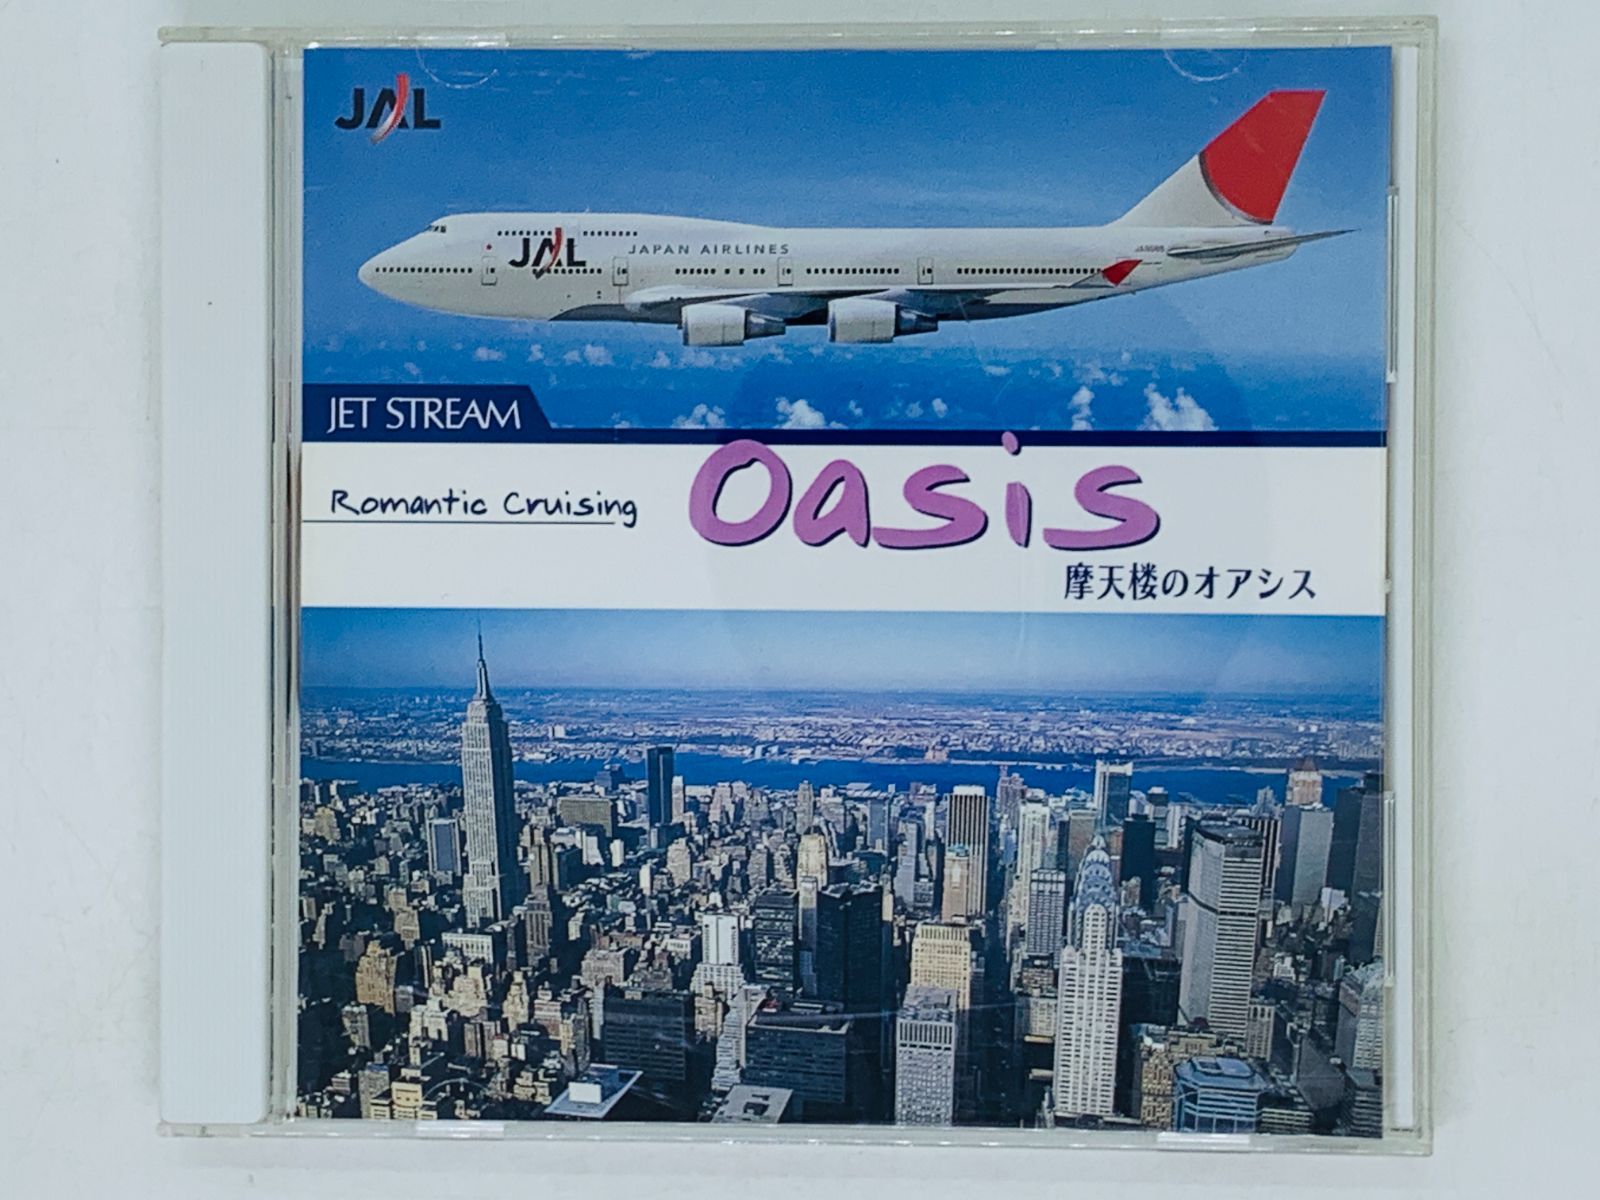 JAL
JAL JAPAN AIRLINES
JET STREAM
Romantic Cruising
Oasis
摩天楼のオアシス